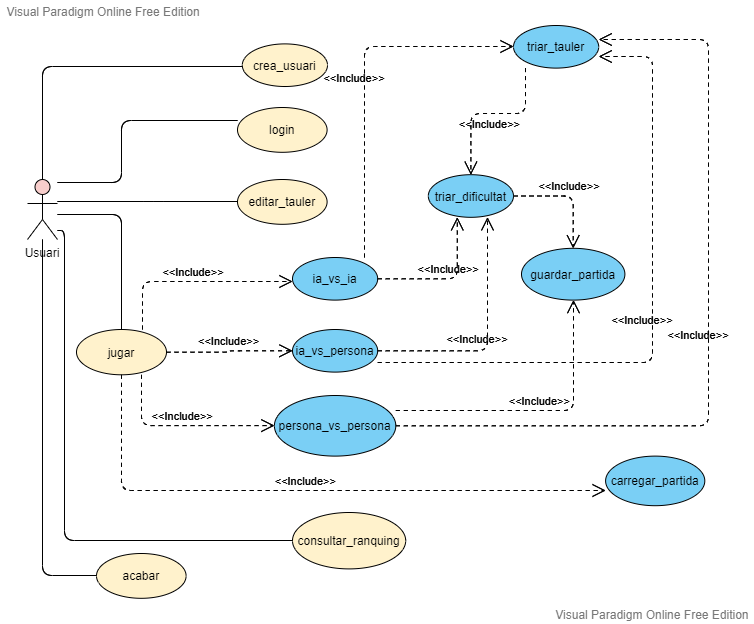 Visual Paradigm Online Free Edition
triar_tauler
crea_usuari
<<Include>>
login
<<Include>>
<<Include>>
triar_dificultat
editar_tauler
Usuari
<<Include>>
ia_vs_ia
<<Include>>
guardar_partida
<<Include>>
<<Include>>
<<Include>>
<<Include>>
jugar
ia_vs_persona
<<Include>>
<<Include>>
persona_vs_persona
<<Include>>
carregar_partida
consultar_ranquing
acabar
Visual Paradigm Online Free Edition